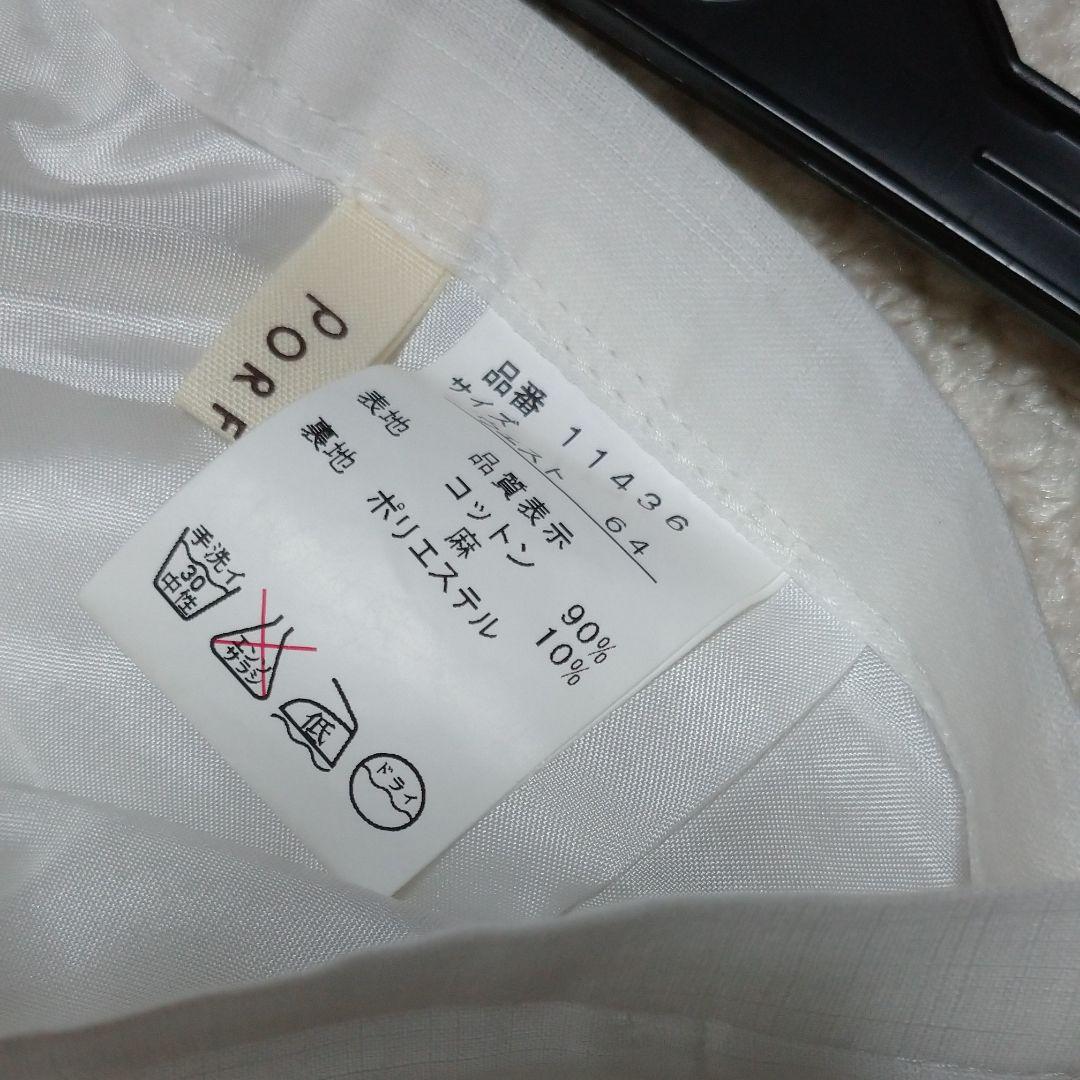 PORF
品番 11436
サイズ ウエスト 64
品質表示
表地 コットン 90%
麻 10%
裏地 ポリエステル
手洗イ
30
中性
エンソ
サラシ
低
ドライ